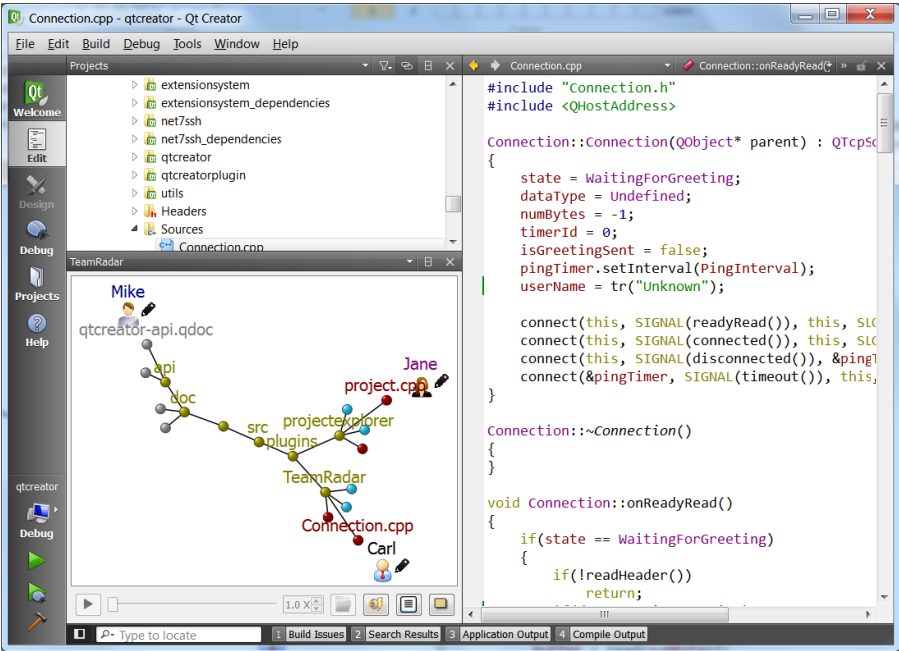 Connection.cpp - qtcreator - Qt Creator
File Edit Build Debug Tools Window Help
Projects
Connection.cpp
Connection::onReadyRead(
Welcome
Edit
Design
Debug
Projects
Help
qtcreator
Debug
extensionsystem
extensionsystem_dependencies
net7ssh
net7ssh_dependencies
qtcreator
qtcreatorplugin
utils
Headers
Sources
Connection.cpp
TeamRadar
Mike
qtcreator-api.qdoc
api
doc
src
plugins
projectexplorer
Jane
project.cpp
TeamRadar
Connection.cpp
Carl
1.0 X
#include "Connection.h"
#include <QHostAddress>
Connection::Connection(QObject* parent) : QTcpSo
{
state = WaitingForGreeting;
dataType = Undefined;
numBytes = -1;
timerId = 0;
isGreetingSent = false;
pingTimer.setInterval(PingInterval);
userName = tr("Unknown");
connect(this, SIGNAL(readyRead()), this, SLO
connect(this, SIGNAL(connected()), this, SLO
connect(this, SIGNAL(disconnected()), &pingT
connect(&pingTimer, SIGNAL(timeout()), this,
}
Connection::~Connection()
{
}
void Connection::onReadyRead()
{
if(state == WaitingForGreeting)
{
if(!readHeader())
return;
Type to locate
1 Build Issues 2 Search Results 3 Application Output 4 Compile Output